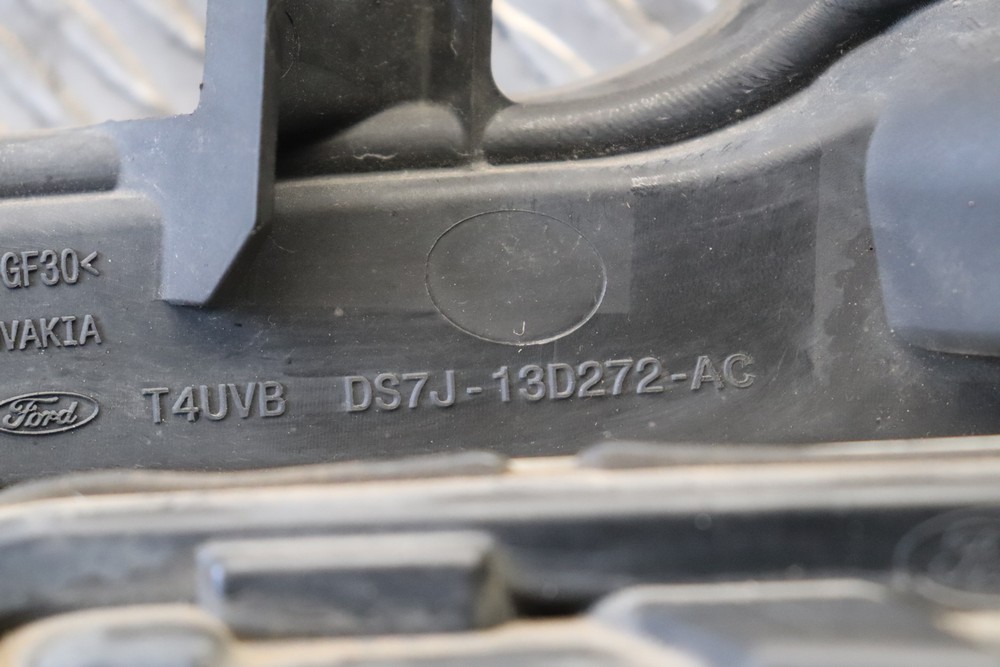 GF30<
VAKIA
Ford T4UVB DS7J-13D272-AC